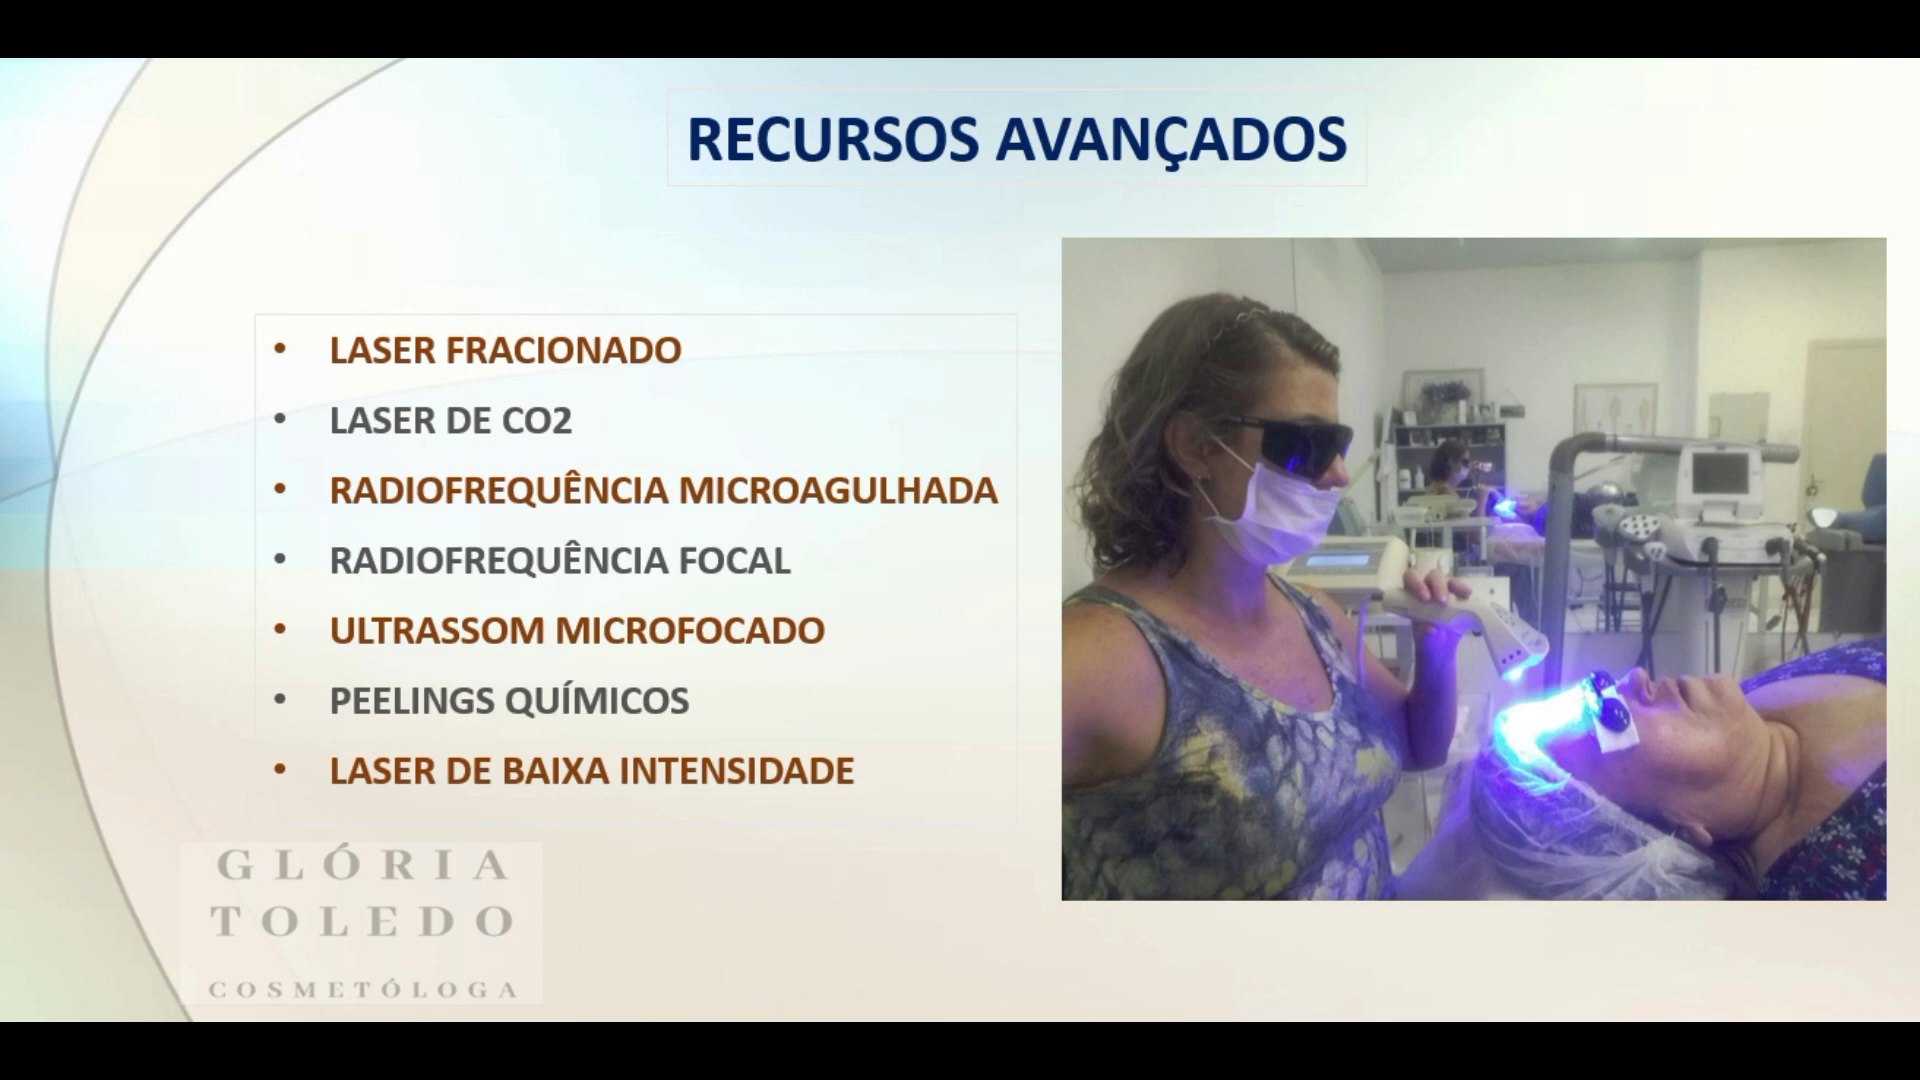 RECURSOS AVANÇADOS
• LASER FRACIONADO
• LASER DE CO2
• RADIOFREQUÊNCIA MICROAGULHADA
• RADIOFREQUÊNCIA FOCAL
• ULTRASSOM MICROFOCADO
• PEELINGS QUÍMICOS
• LASER DE BAIXA INTENSIDADE
GLÓRIA
TOLEDO
COSMETÓLOGA